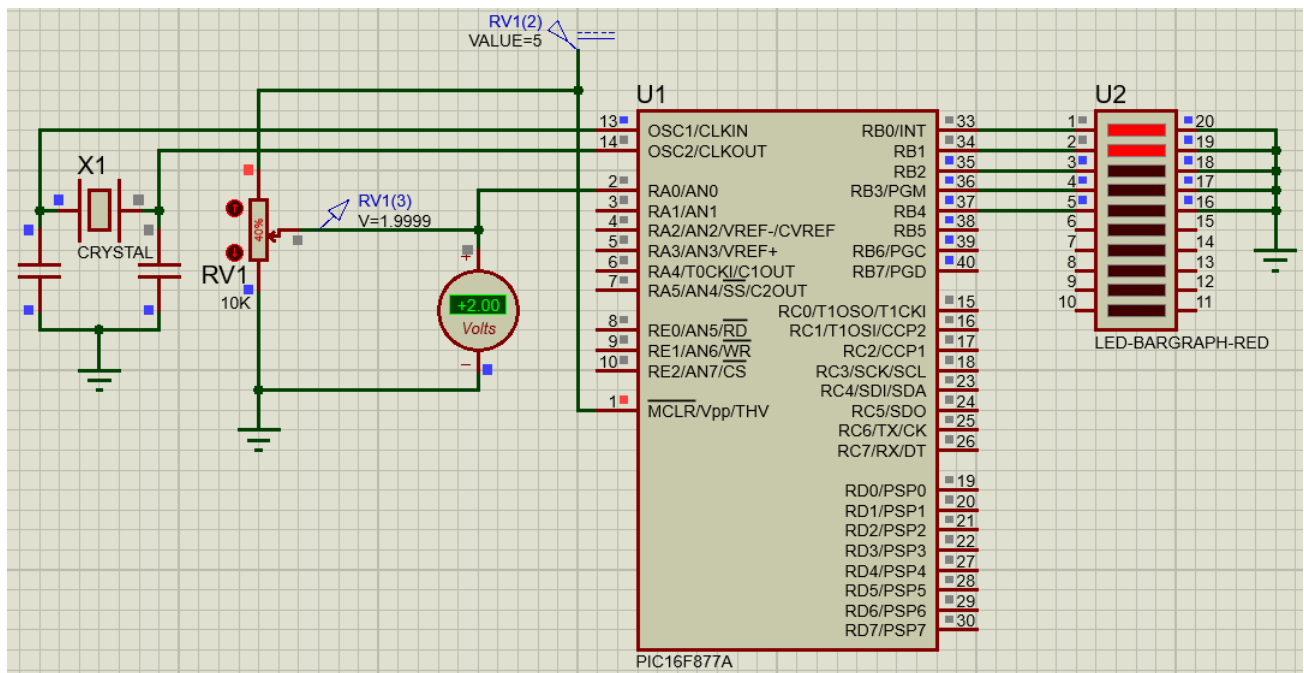 RV1(2)
VALUE=5
X1
CRYSTAL
RV1
10K
40%
RV1(3)
V=1.9999
+
+2.00
Volts
-
U1
13 OSC1/CLKIN
14 OSC2/CLKOUT
2 RA0/AN0
3 RA1/AN1
4 RA2/AN2/VREF-/CVREF
5 RA3/AN3/VREF+
6 RA4/T0CKI/C1OUT
7 RA5/AN4/SS/C2OUT
8 RE0/AN5/RD
9 RE1/AN6/WR
10 RE2/AN7/CS
1 MCLR/Vpp/THV
RB0/INT 33
RB1 34
RB2 35
RB3/PGM 36
RB4 37
RB5 38
RB6/PGC 39
RB7/PGD 40
RC0/T1OSO/T1CKI 15
RC1/T1OSI/CCP2 16
RC2/CCP1 17
RC3/SCK/SCL 18
RC4/SDI/SDA 23
RC5/SDO 24
RC6/TX/CK 25
RC7/RX/DT 26
RD0/PSP0 19
RD1/PSP1 20
RD2/PSP2 21
RD3/PSP3 22
RD4/PSP4 27
RD5/PSP5 28
RD6/PSP6 29
RD7/PSP7 30
PIC16F877A
U2
1 20
2 19
3 18
4 17
5 16
6 15
7 14
8 13
9 12
10 11
LED-BARGRAPH-RED